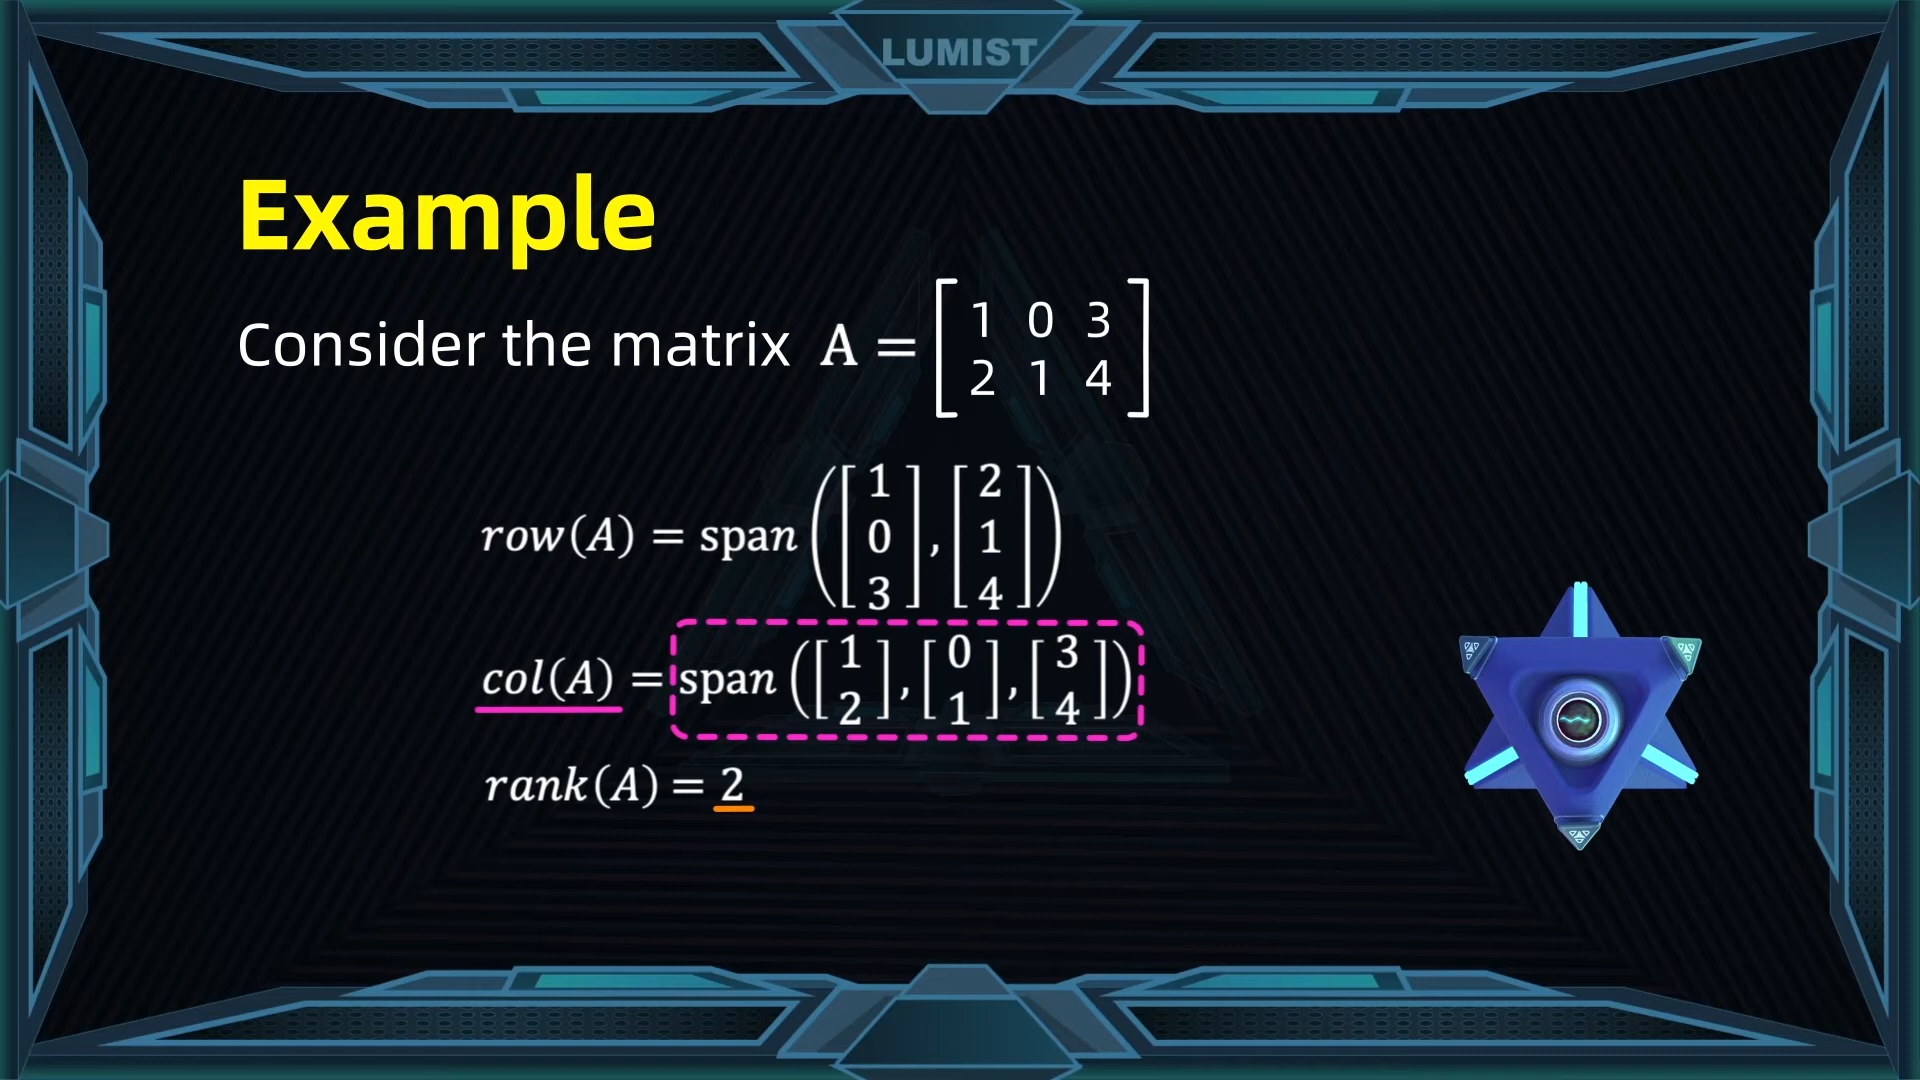 LUMIST
Example
Consider the matrix A = [1 0 3; 2 1 4]
row(A) = span([1 0 3], [2 1 4])
col(A) = span([1 2], [0 1], [3 4])
rank(A) = 2